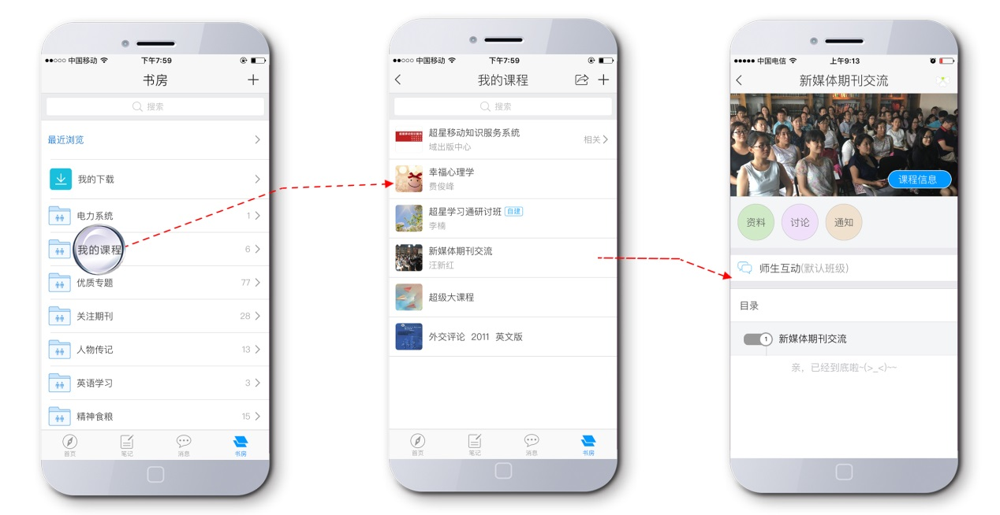 中国移动
下午7:59
书房
搜索
最近浏览
我的下载
电力系统
1
我的课程
6
优质专题
77
关注期刊
28
人物传记
13
英语学习
3
精神食粮
15
首页
笔记
消息
书房
中国移动
下午7:59
我的课程
搜索
超星移动知识服务系统
域出版中心
相关
幸福心理学
费俊峰
超星学习通研讨班 自建
李楠
新媒体期刊交流
汪新红
超级大课程
外交评论 2011 英文版
首页
笔记
消息
书房
中国电信
上午9:13
新媒体期刊交流
课程信息
资料
讨论
通知
师生互动(默认班级)
目录
1
新媒体期刊交流
亲，已经到底啦~(>_<)~~